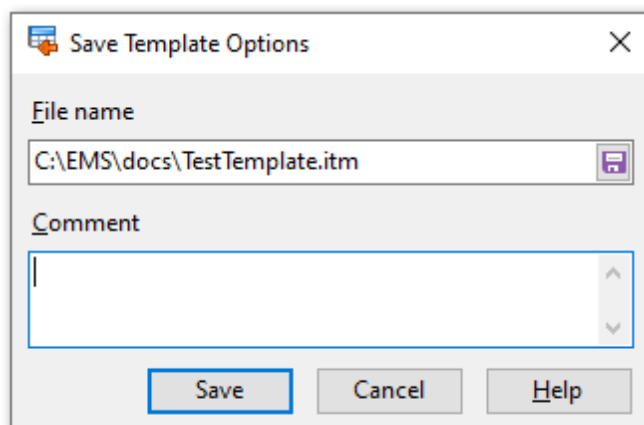 Save Template Options
File name
C:\EMS\docs\TestTemplate.itm
Comment
Save Cancel Help